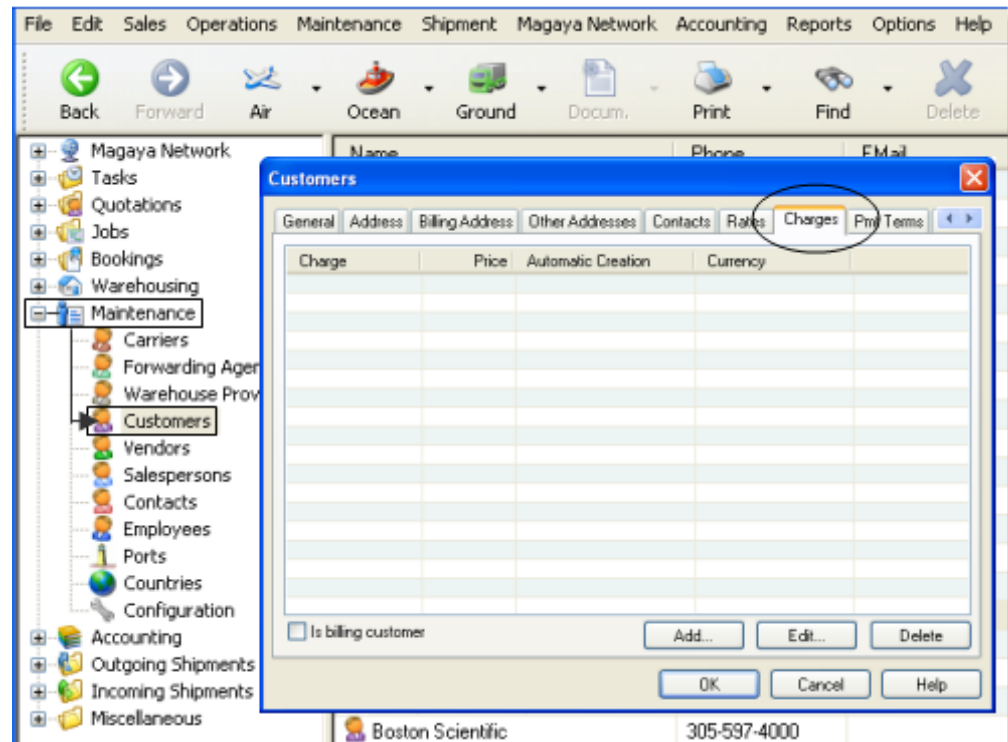 File Edit Sales Operations Maintenance Shipment Magaya Network Accounting Reports Options Help
Back Forward Air Ocean Ground Docum. Print Find Delete
Magaya Network
Tasks
Quotations
Jobs
Bookings
Warehousing
Maintenance
Carriers
Forwarding Agen
Warehouse Prov
Customers
Vendors
Salespersons
Contacts
Employees
Ports
Countries
Configuration
Accounting
Outgoing Shipments
Incoming Shipments
Miscellaneous
Name Phone EMail
Customers
General Address Billing Address Other Addresses Contacts Rates Charges Pmt Terms
Charge Price Automatic Creation Currency
Is billing customer Add... Edit... Delete
OK Cancel Help
Boston Scientific 305-597-4000